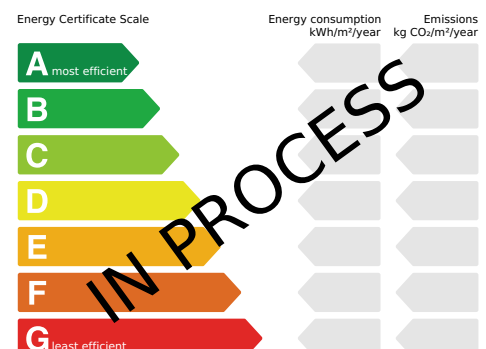 Energy Certificate Scale
Energy consumption
kWh/m²/year
Emissions
kg CO₂/m²/year
A most efficient
B
C
D
E
F
G least efficient
IN PROCESS